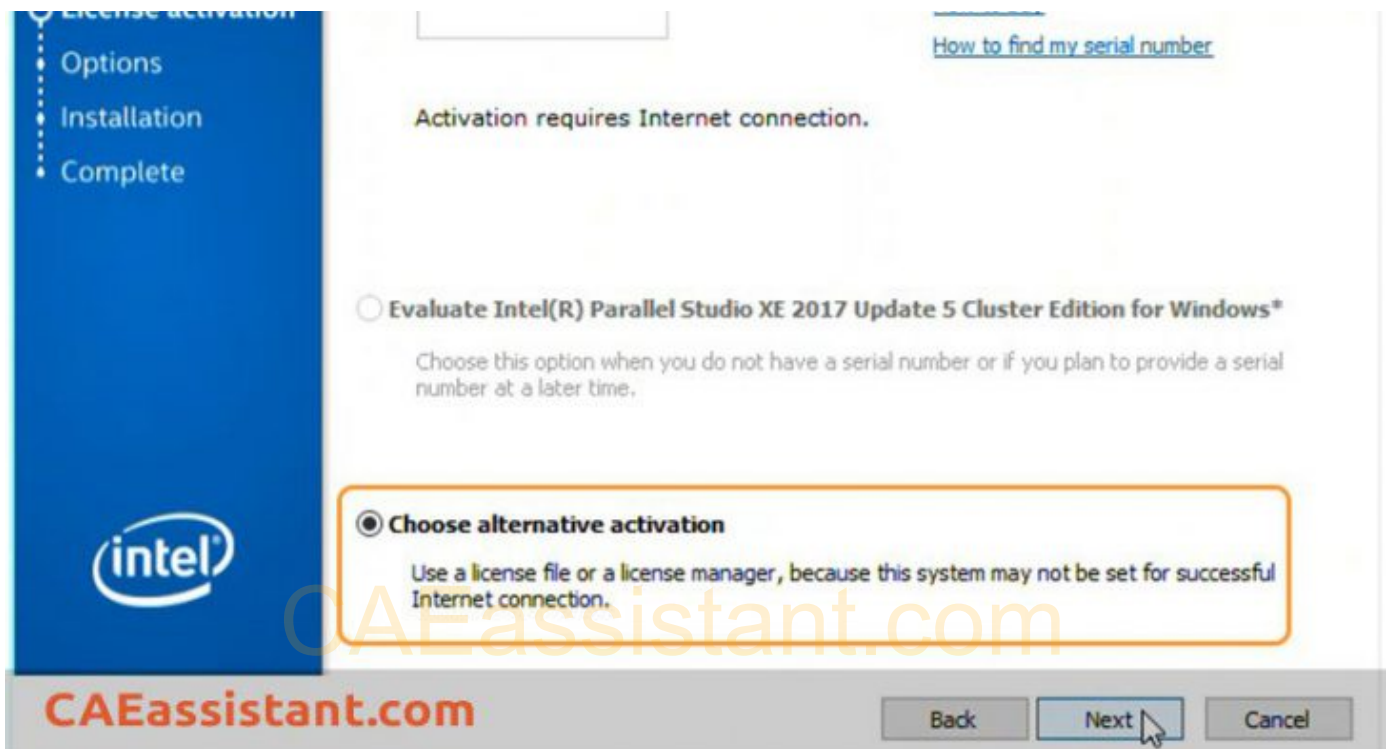 License activation
Options
Installation
Complete
How to find my serial number
Activation requires Internet connection.
Evaluate Intel(R) Parallel Studio XE 2017 Update 5 Cluster Edition for Windows*
Choose this option when you do not have a serial number or if you plan to provide a serial
number at a later time.
Choose alternative activation
Use a license file or a license manager, because this system may not be set for successful
Internet connection.
intel®
CAEassistant.com
CAEassistant.com
Back
Next
Cancel